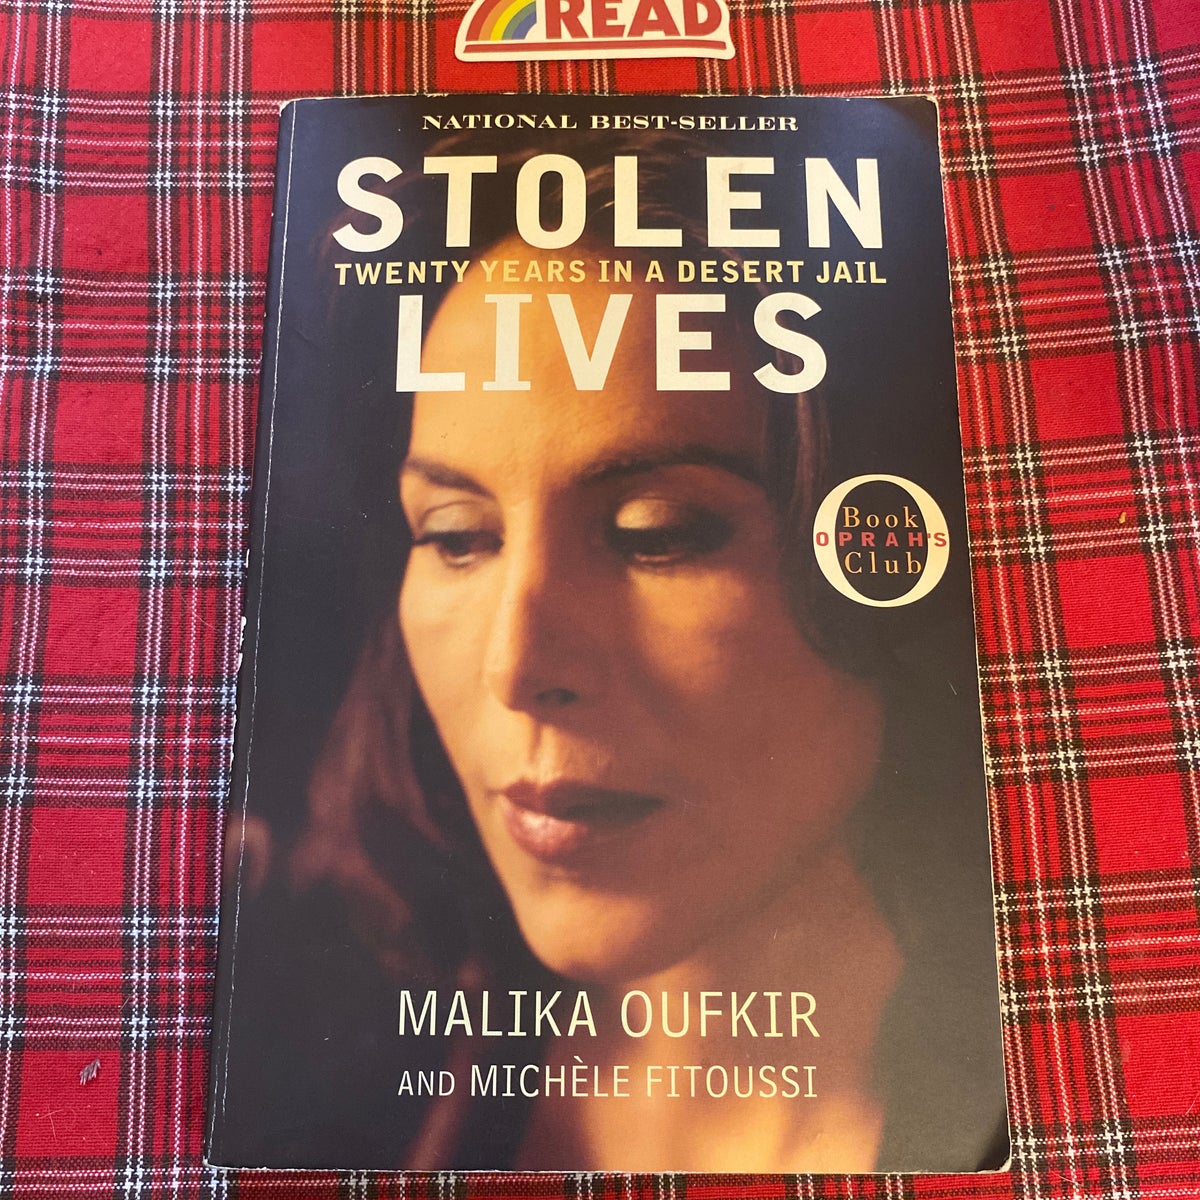 READ
NATIONAL BEST-SELLER
STOLEN
TWENTY YEARS IN A DESERT JAIL
LIVES
Book
OPRAH'S
Club
MALIKA OUFKIR
AND MICHÈLE FITOUSSI